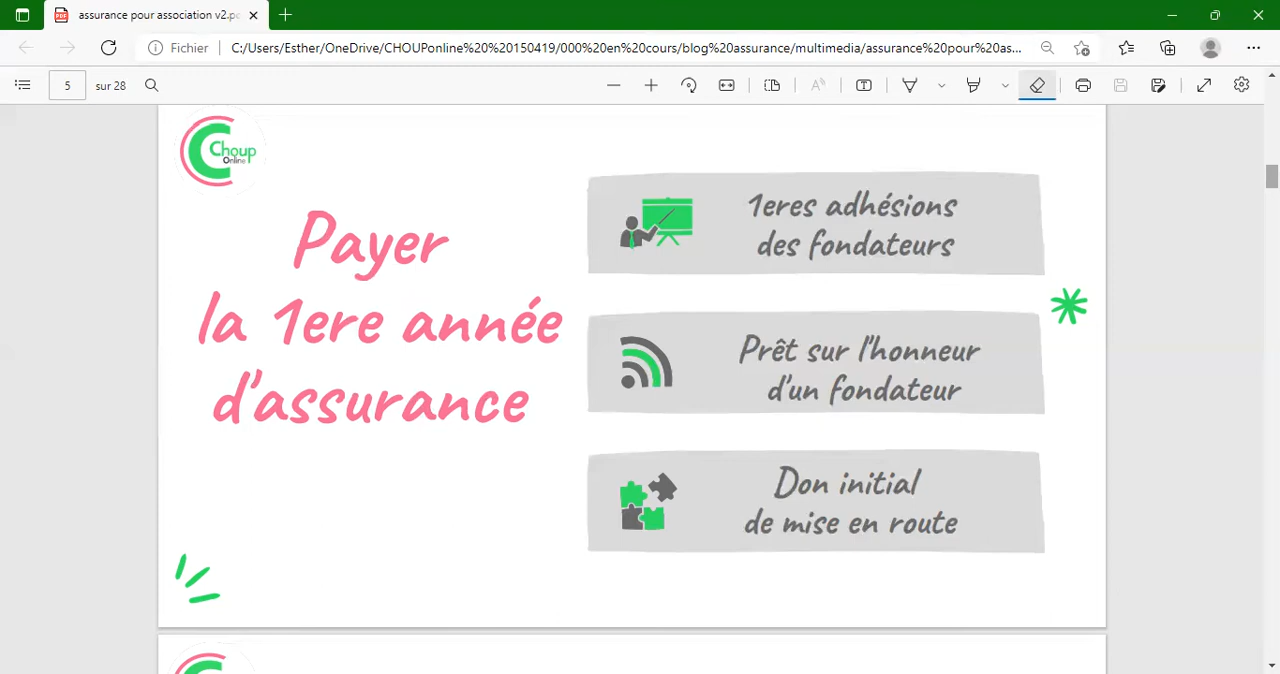 assurance pour association v2.p
Fichier
C:/Users/Esther/OneDrive/CHOUPonline%20%20150419/000%20en%20cours/blog%20assurance/multimedia/assurance%20pour%20as...
5 sur 28
Choup
Online
Payer
la 1ere année
d'assurance
1eres adhésions
des fondateurs
Prêt sur l'honneur
d'un fondateur
Don initial
de mise en route